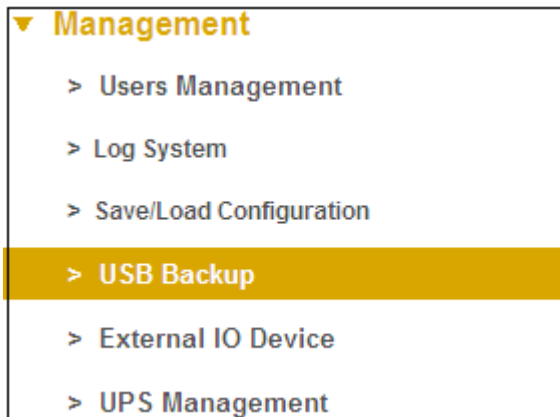 ▼ Management
> Users Management
> Log System
> Save/Load Configuration
> USB Backup
> External IO Device
> UPS Management